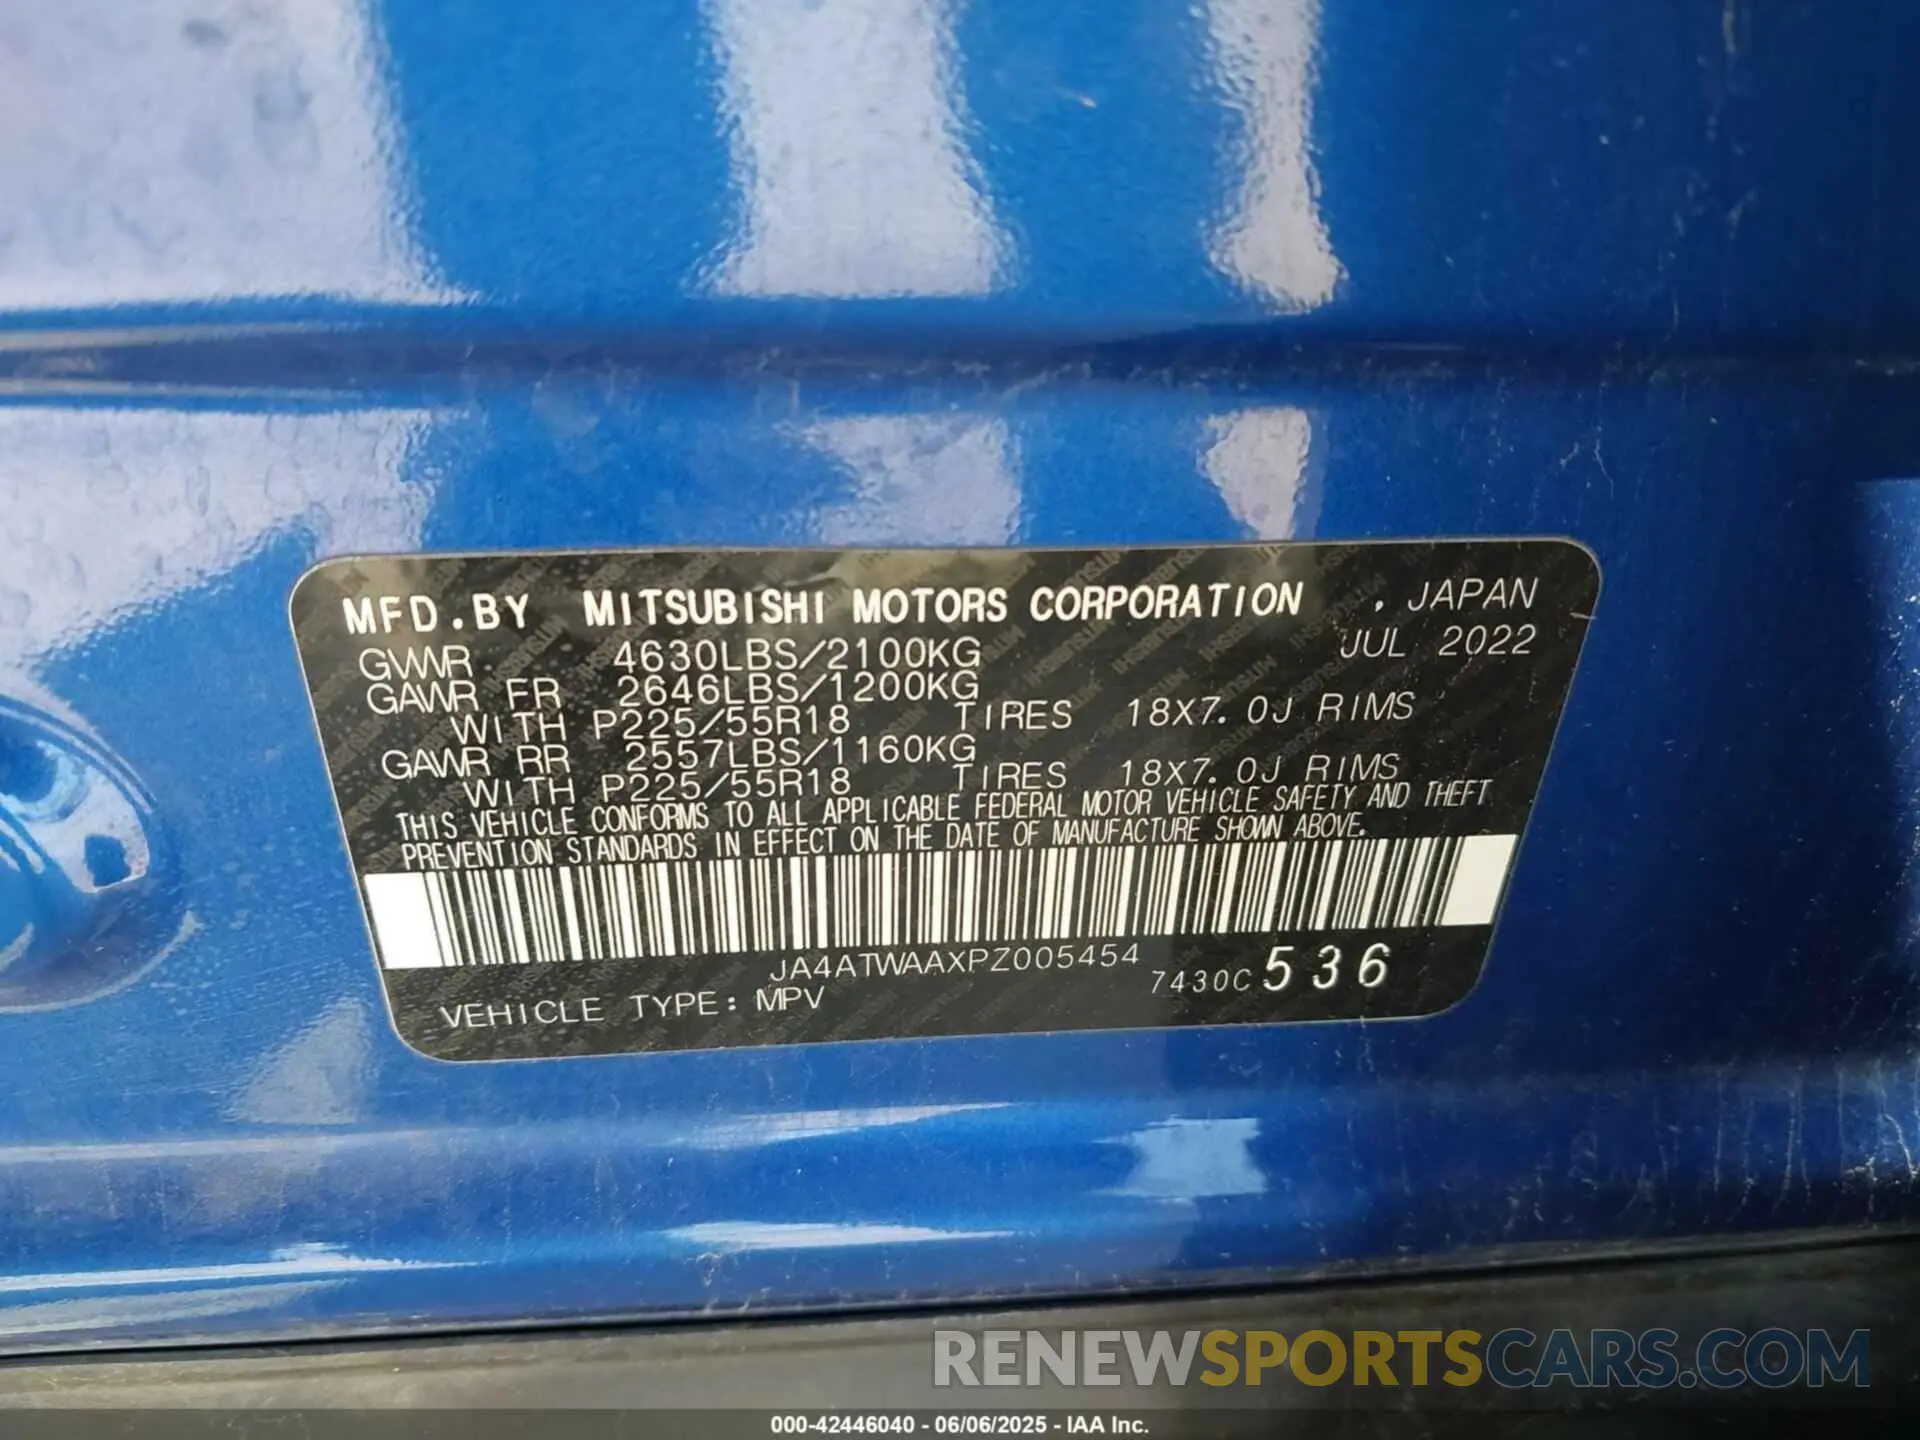 MFD.BY MITSUBISHI MOTORS CORPORATION , JAPAN
GVWR 4630LBS/2100KG JUL 2022
GAWR FR 2646LBS/1200KG
WITH P225/55R18 TIRES 18X7.0J RIMS
GAWR RR 2557LBS/1160KG
WITH P225/55R18 TIRES 18X7.0J RIMS
THIS VEHICLE CONFORMS TO ALL APPLICABLE FEDERAL MOTOR VEHICLE SAFETY AND THEFT
PREVENTION STANDARDS IN EFFECT ON THE DATE OF MANUFACTURE SHOWN ABOVE.
JA4ATWAAXPZ005454
VEHICLE TYPE: MPV 7430C 536
RENEWSPORTSCARS.COM
000-42446040 - 06/06/2025 - IAA Inc.